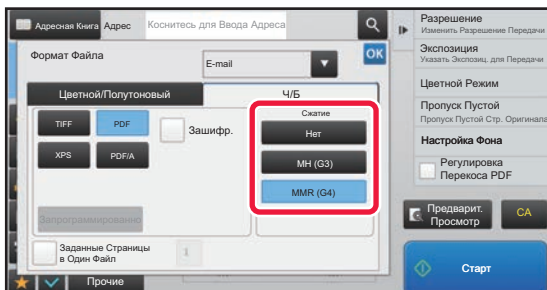 Адресная Книга
Адрес
Коснитесь для Ввода Адреса
Формат Файла
E-mail
OK
Цветной/Полутоновый
Ч/Б
TIFF
PDF
Зашифр.
XPS
PDF/A
Запрограммированно
Сжатие
Нет
MH (G3)
MMR (G4)
Заданные Страницы
в Один Файл
1
Прочие
Разрешение
Изменить Разрешение Передачи
Экспозиция
Указать Экспозиц. для Передачи
Цветной Режим
Пропуск Пустой
Пропуск Пустой Стр. Оригинала
Настройка Фона
Регулировка
Перекоса PDF
Предварит.
Просмотр
CA
Старт